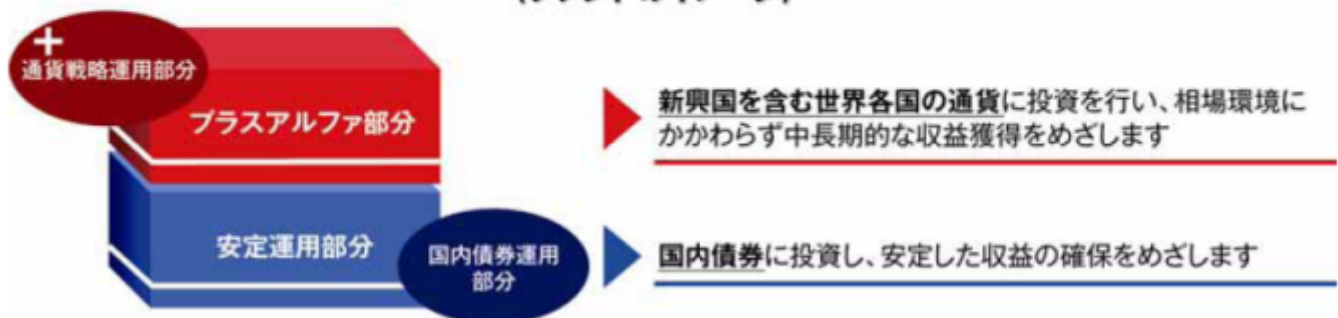 +
通貨戦略運用部分
プラスアルファ部分
新興国を含む世界各国の通貨に投資を行い、相場環境に
かかわらず中長期的な収益獲得をめざします
安定運用部分
国内債券運用
部分
国内債券に投資し、安定した収益の確保をめざします